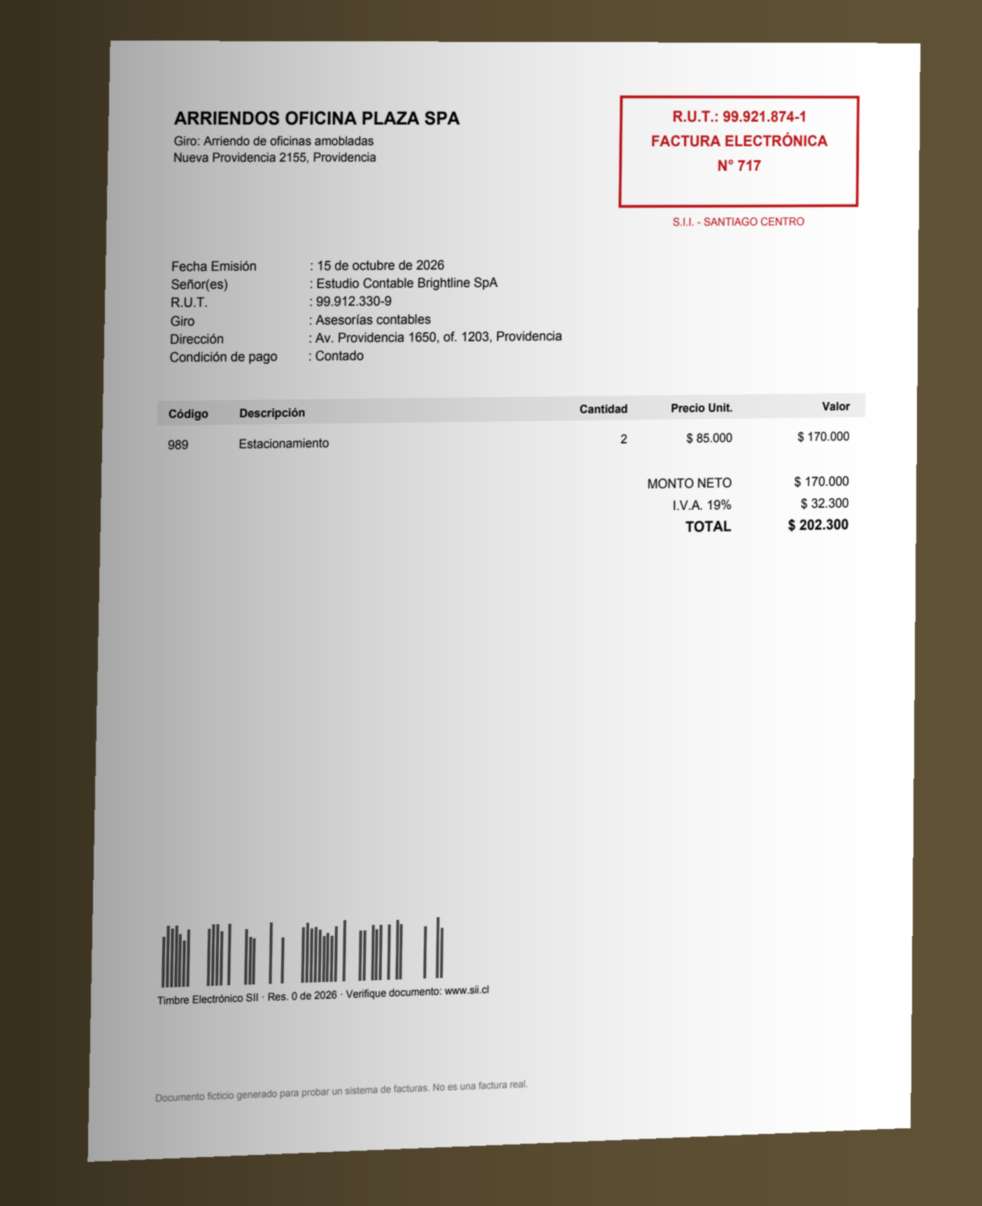 ARRIENDOS OFICINA PLAZA SPA
Giro: Arriendo de oficinas amobladas
Nueva Providencia 2155, Providencia
R.U.T.: 99.921.874-1
FACTURA ELECTRÓNICA
N° 717
S.I.I. - SANTIAGO CENTRO
Fecha Emisión : 15 de octubre de 2026
Señor(es) : Estudio Contable Brightline SpA
R.U.T. : 99.912.330-9
Giro : Asesorías contables
Dirección : Av. Providencia 1650, of. 1203, Providencia
Condición de pago : Contado
Código Descripción Cantidad Precio Unit. Valor
989 Estacionamiento 2 $ 85.000 $ 170.000
MONTO NETO $ 170.000
I.V.A. 19% $ 32.300
TOTAL $ 202.300
Timbre Electrónico SII · Res. 0 de 2026 · Verifique documento: www.sii.cl
Documento ficticio generado para probar un sistema de facturas. No es una factura real.